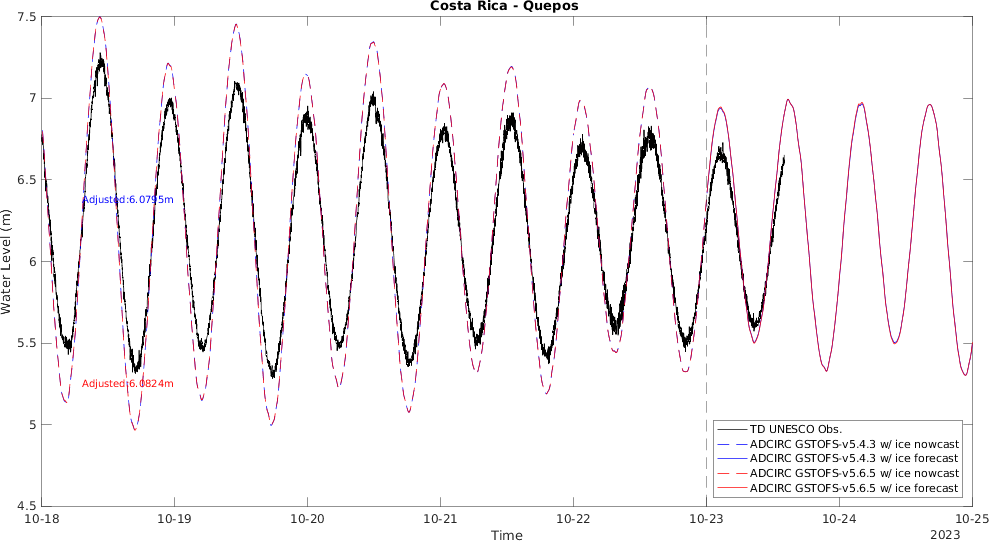 Costa Rica - Quepos
7.5
7
6.5
6
5.5
5
4.5
Water Level (m)
Adjusted:6.0795m
Adjusted:6.0824m
TD UNESCO Obs.
ADCIRC GSTOFS-v5.4.3 w/ ice nowcast
ADCIRC GSTOFS-v5.4.3 w/ ice forecast
ADCIRC GSTOFS-v5.6.5 w/ ice nowcast
ADCIRC GSTOFS-v5.6.5 w/ ice forecast
10-18 10-19 10-20 10-21 10-22 10-23 10-24 10-25
Time
2023